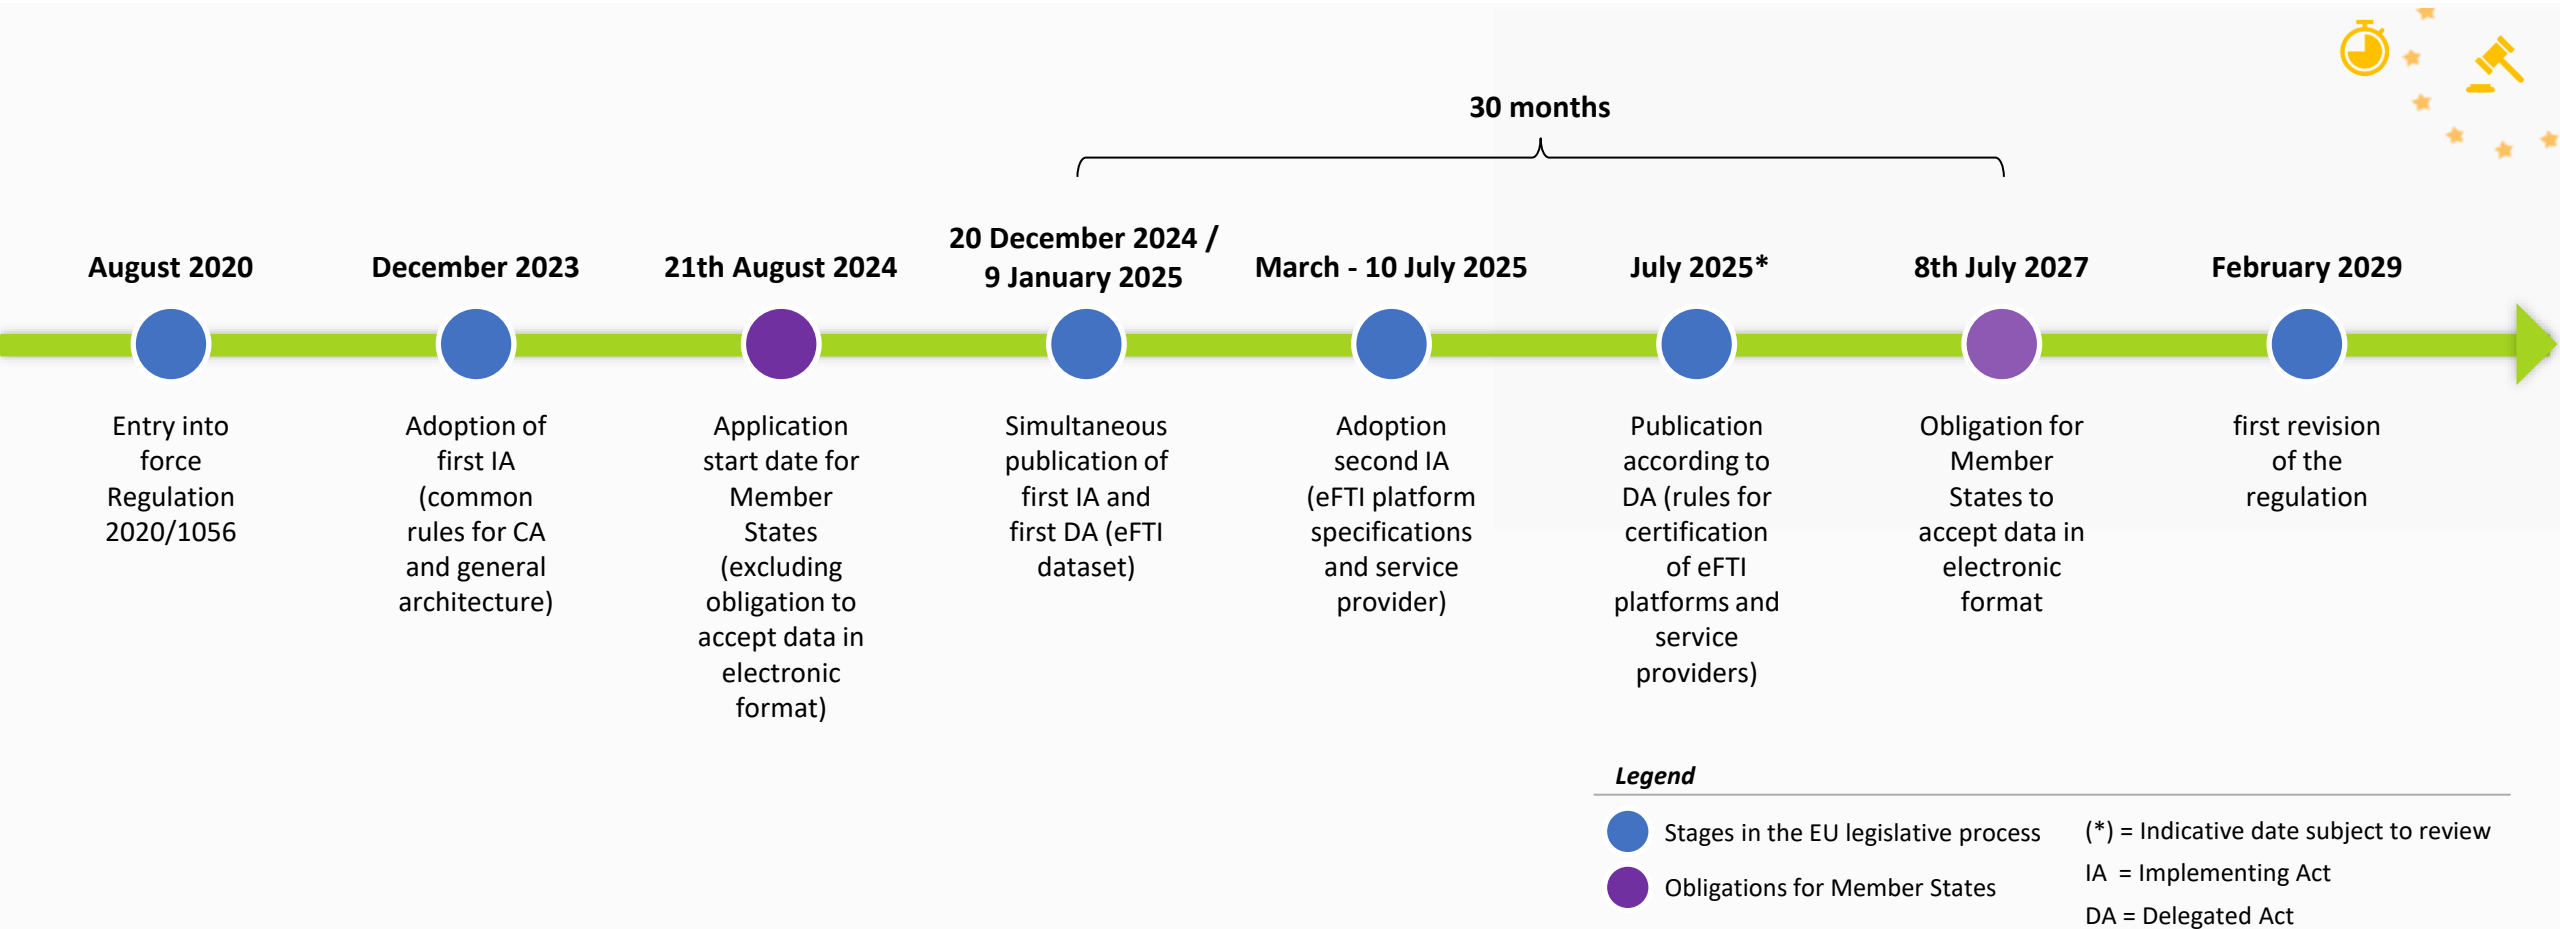 30 months
August 2020
Entry into
force
Regulation
2020/1056
December 2023
Adoption of
first IA
(common
rules for CA
and general
architecture)
21th August 2024
Application
start date for
Member
States
(excluding
obligation to
accept data in
electronic
format)
20 December 2024 /
9 January 2025
Simultaneous
publication of
first IA and
first DA (eFTI
dataset)
March - 10 July 2025
Adoption
second IA
(eFTI platform
specifications
and service
provider)
July 2025*
Publication
according to
DA (rules for
certification
of eFTI
platforms and
service
providers)
8th July 2027
Obligation for
Member
States to
accept data in
electronic
format
February 2029
first revision
of the
regulation
Legend
Stages in the EU legislative process
Obligations for Member States
(*) = Indicative date subject to review
IA = Implementing Act
DA = Delegated Act